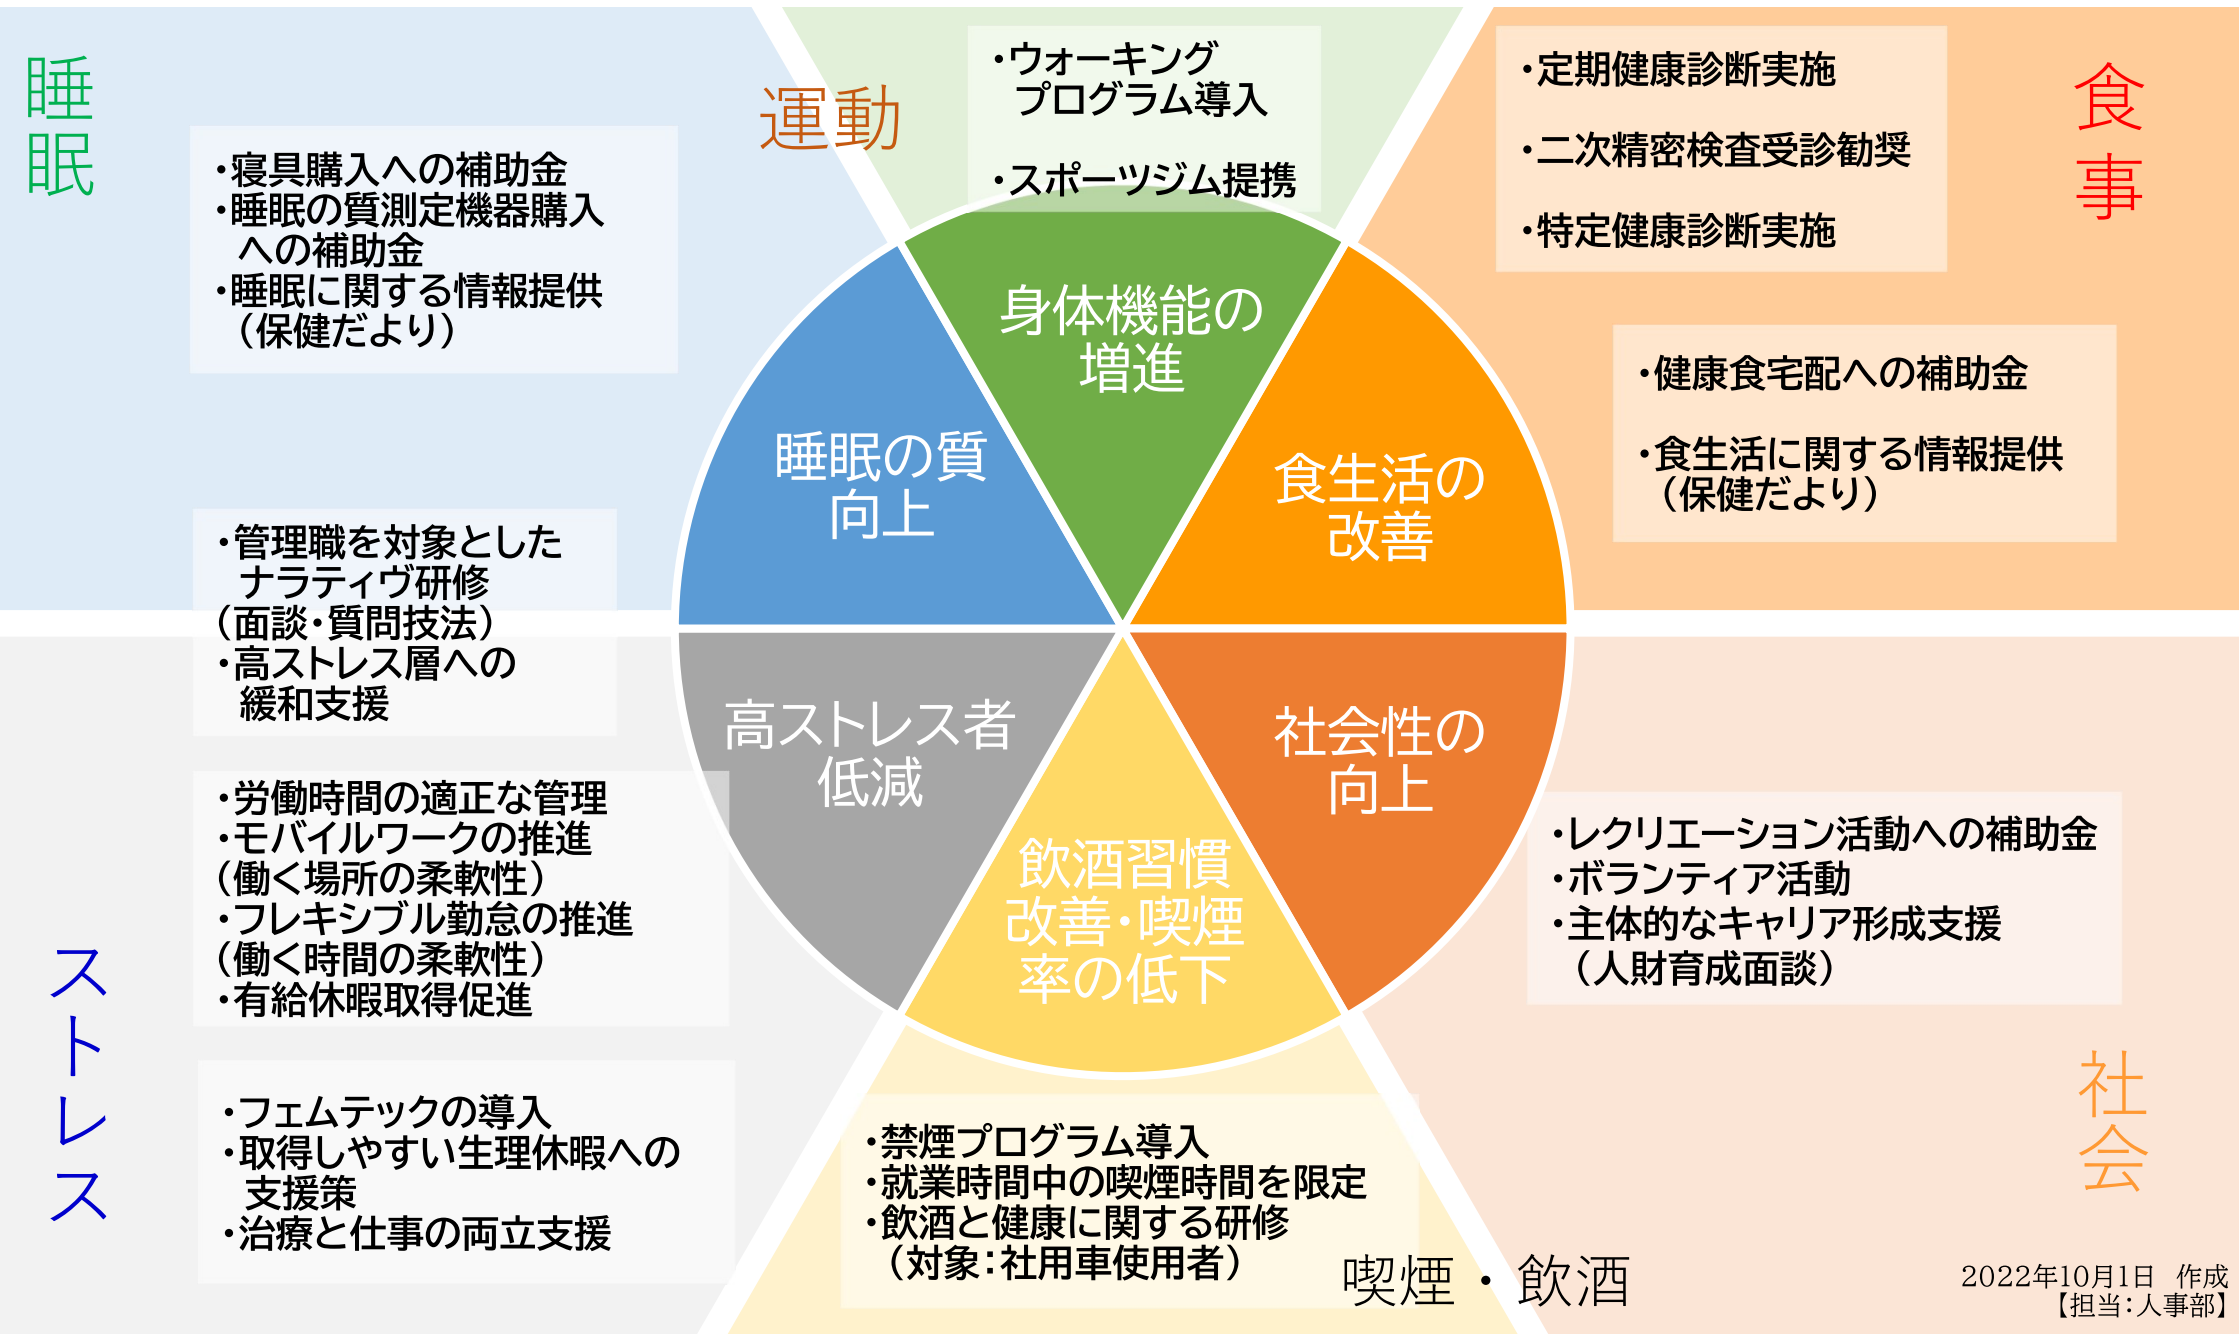 睡眠
・寝具購入への補助金
・睡眠の質測定機器購入
への補助金
・睡眠に関する情報提供
（保健だより）
運動
・ウォーキング
プログラム導入
・スポーツジム提携
食事
・定期健康診断実施
・二次精密検査受診勧奨
・特定健康診断実施
・健康食宅配への補助金
・食生活に関する情報提供
（保健だより）
身体機能の
増進
睡眠の質
向上
食生活の
改善
高ストレス者
低減
飲酒習慣
改善・喫煙
率の低下
社会性の
向上
・管理職を対象とした
ナラティヴ研修
（面談・質問技法）
・高ストレス層への
緩和支援
・労働時間の適正な管理
・モバイルワークの推進
（働く場所の柔軟性）
・フレキシブル勤怠の推進
（働く時間の柔軟性）
・有給休暇取得促進
ストレス
・フェムテックの導入
・取得しやすい生理休暇への
支援策
・治療と仕事の両立支援
・禁煙プログラム導入
・就業時間中の喫煙時間を限定
・飲酒と健康に関する研修
（対象：社用車使用者）
喫煙・飲酒
・レクリエーション活動への補助金
・ボランティア活動
・主体的なキャリア形成支援
（人財育成面談）
社会
2022年10月1日　作成
【担当：人事部】